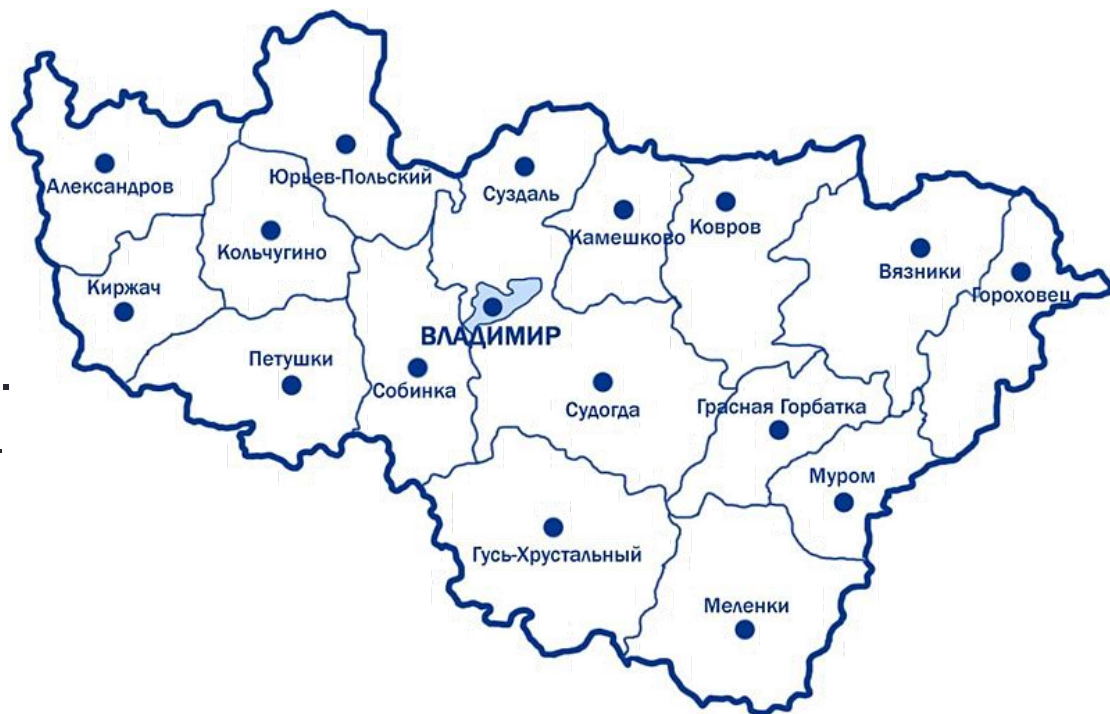 Александров
Юрьев-Польский
Суздаль
Кольчугино
Камешково
Ковров
Вязники
Гороховец
Киржач
ВЛАДИМИР
Петушки
Собинка
Судогда
Грасная Горбатка
Муром
Гусь-Хрустальный
Меленки